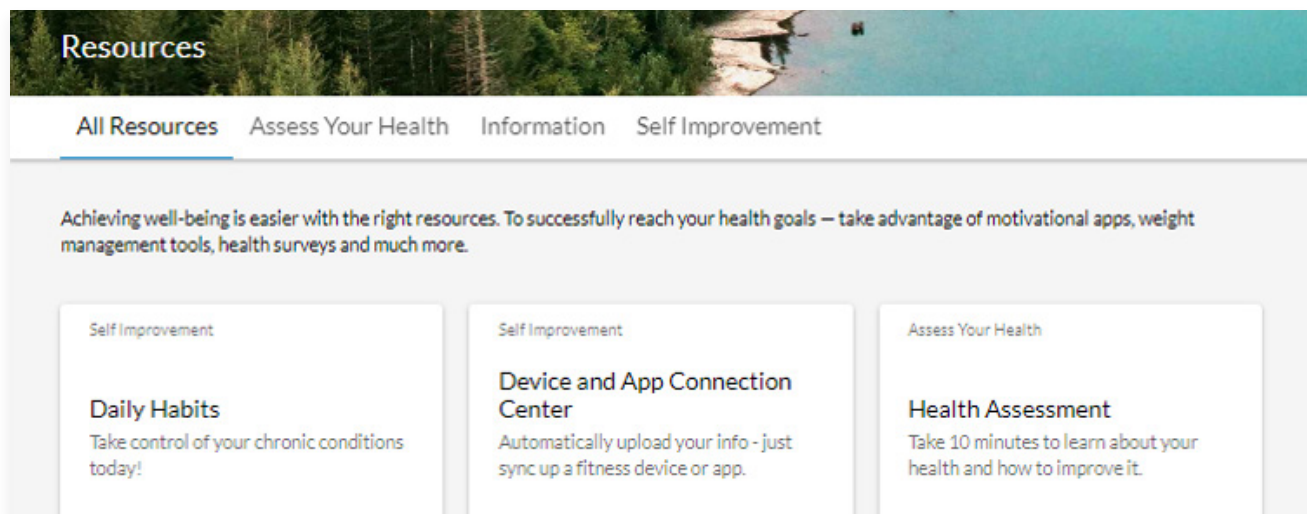 Resources
All Resources Assess Your Health Information Self Improvement
Achieving well-being is easier with the right resources. To successfully reach your health goals — take advantage of motivational apps, weight
management tools, health surveys and much more.
Self Improvement
Daily Habits
Take control of your chronic conditions
today!
Self Improvement
Device and App Connection
Center
Automatically upload your info - just
sync up a fitness device or app.
Assess Your Health
Health Assessment
Take 10 minutes to learn about your
health and how to improve it.